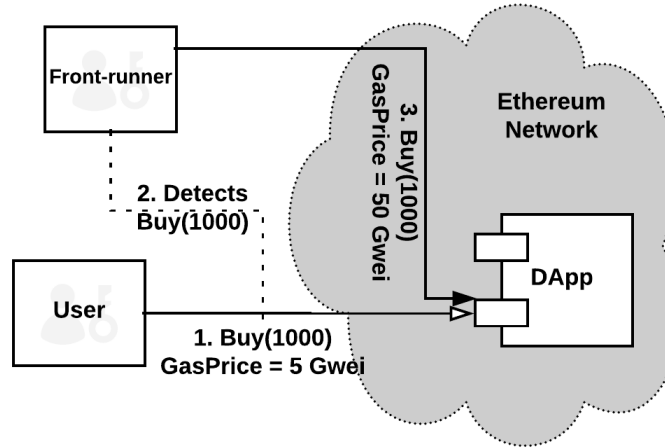 Front-runner
Ethereum
Network
3. Buy(1000)
GasPrice = 50 Gwei
2. Detects
Buy(1000)
DApp
User
1. Buy(1000)
GasPrice = 5 Gwei